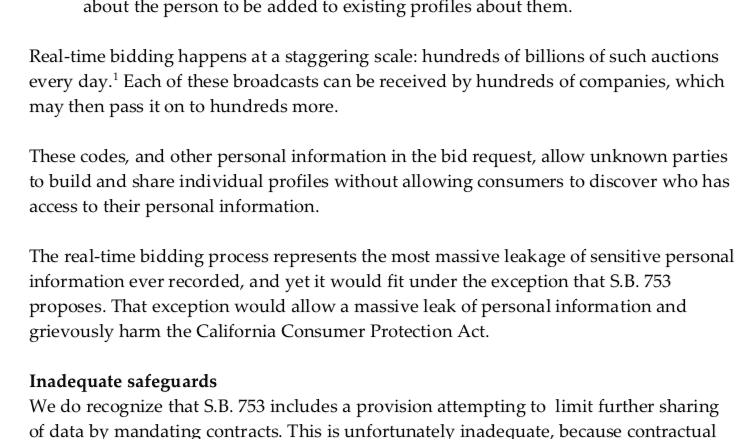 about the person to be added to existing profiles about them.
Real-time bidding happens at a staggering scale: hundreds of billions of such auctions
every day.¹ Each of these broadcasts can be received by hundreds of companies, which
may then pass it on to hundreds more.
These codes, and other personal information in the bid request, allow unknown parties
to build and share individual profiles without allowing consumers to discover who has
access to their personal information.
The real-time bidding process represents the most massive leakage of sensitive personal
information ever recorded, and yet it would fit under the exception that S.B. 753
proposes. That exception would allow a massive leak of personal information and
grievously harm the California Consumer Protection Act.
Inadequate safeguards
We do recognize that S.B. 753 includes a provision attempting to limit further sharing
of data by mandating contracts. This is unfortunately inadequate, because contractual